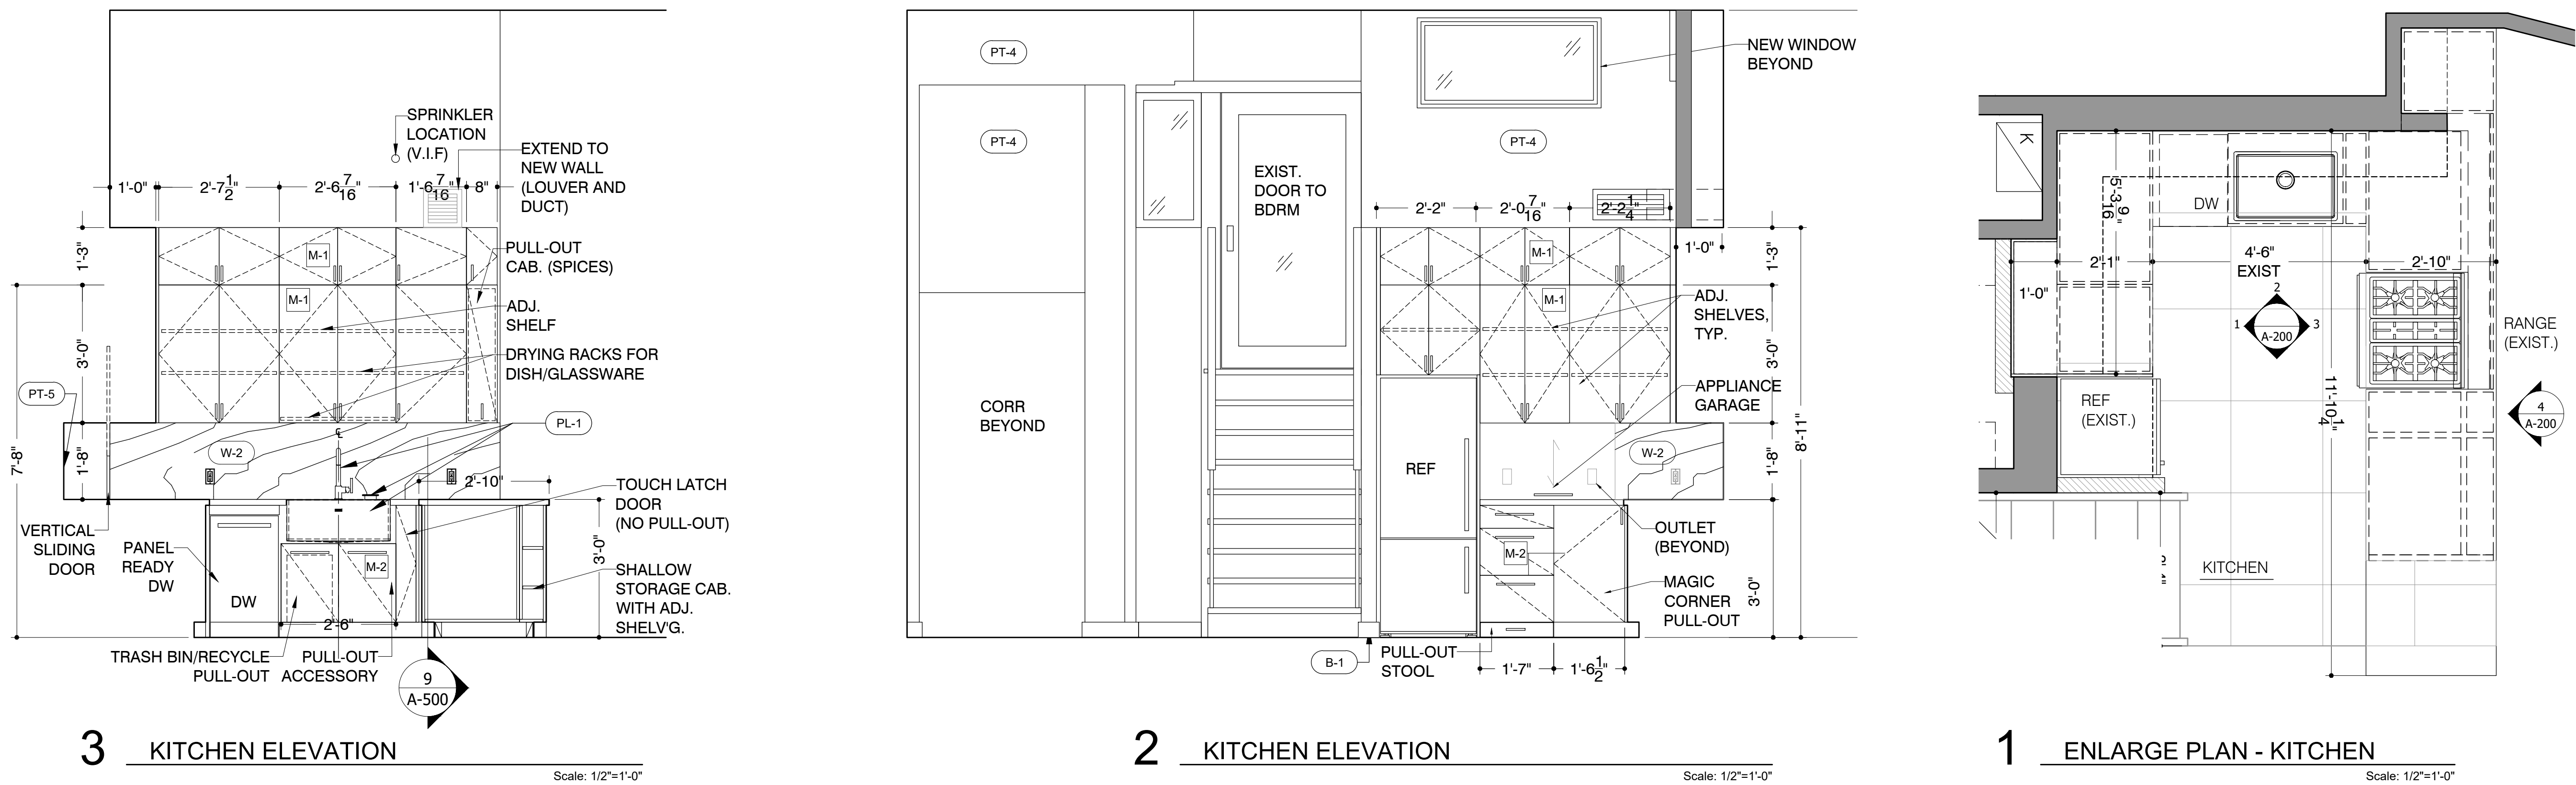 SPRINKLER
LOCATION
(V.I.F)
EXTEND TO
NEW WALL
(LOUVER AND
DUCT)
1'-0"
2'-7 1/2"
2'-6 7/16"
1'-6 7/16"
8"
PULL-OUT
CAB. (SPICES)
M-1
M-1
1'-3"
ADJ.
SHELF
3'-0"
DRYING RACKS FOR
DISH/GLASSWARE
PT-5
PL-1
7'-8"
1'-8"
W-2
2'-10"
TOUCH LATCH
DOOR
(NO PULL-OUT)
VERTICAL
SLIDING
DOOR
PANEL
READY
DW
M-2
3'-0"
SHALLOW
STORAGE CAB.
WITH ADJ.
SHELV'G.
DW
2'-6"
TRASH BIN/RECYCLE
PULL-OUT
PULL-OUT
ACCESSORY
9
A-500
3 KITCHEN ELEVATION
Scale: 1/2"=1'-0"
PT-4
NEW WINDOW
BEYOND
PT-4
PT-4
EXIST.
DOOR TO
BDRM
2'-2"
2'-0 7/16"
2'-2 1/4"
M-1
1'-0"
1'-3"
M-1
ADJ.
SHELVES,
TYP.
3'-0"
8'-11"
APPLIANCE
GARAGE
CORR
BEYOND
REF
W-2
1'-8"
OUTLET
(BEYOND)
M-2
MAGIC
CORNER
PULL-OUT
3'-0"
B-1
PULL-OUT
STOOL
1'-7"
1'-6 1/2"
2 KITCHEN ELEVATION
Scale: 1/2"=1'-0"
K
5'-3 9/16"
DW
2'-1"
4'-6"
EXIST
2'-10"
1'-0"
2
1
3
A-200
RANGE
(EXIST.)
11'-10 1/4"
REF
(EXIST.)
4
A-200
KITCHEN
1 ENLARGE PLAN - KITCHEN
Scale: 1/2"=1'-0"